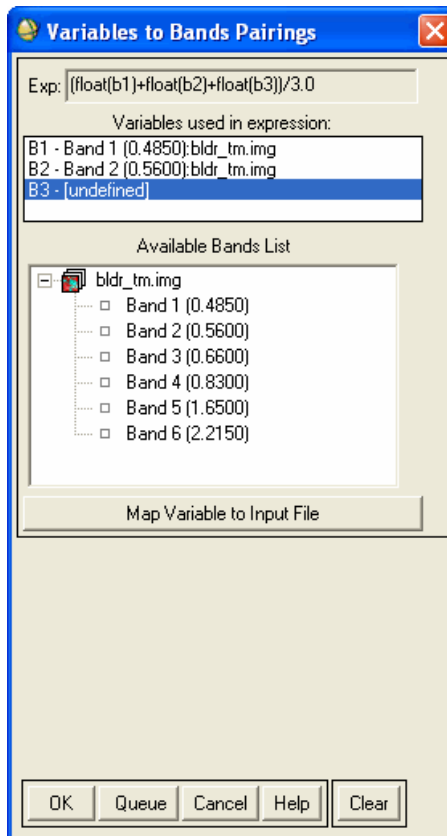 Variables to Bands Pairings
Exp: (float(b1)+float(b2)+float(b3))/3.0
Variables used in expression:
B1 - Band 1 (0.4850):bldr_tm.img
B2 - Band 2 (0.5600):bldr_tm.img
B3 - [undefined]
Available Bands List
bldr_tm.img
Band 1 (0.4850)
Band 2 (0.5600)
Band 3 (0.6600)
Band 4 (0.8300)
Band 5 (1.6500)
Band 6 (2.2150)
Map Variable to Input File
OK Queue Cancel Help Clear